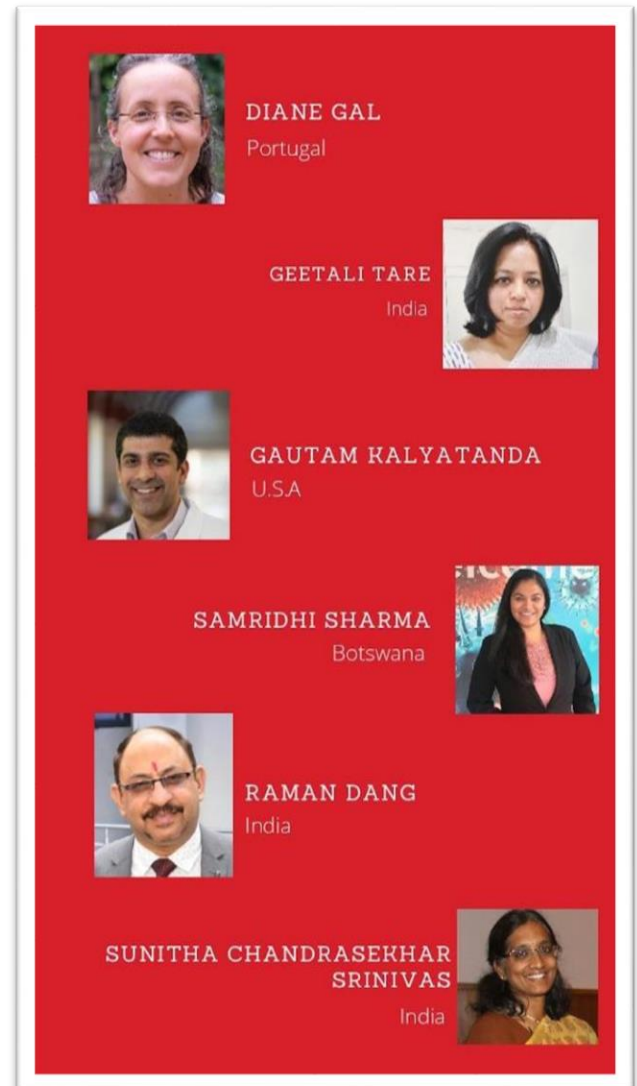 DIANE GAL
Portugal
GEETALI TARE
India
GAUTAM KALYATANDA
U.S.A
SAMRIDHI SHARMA
Botswana
RAMAN DANG
India
SUNITHA CHANDRASEKHAR
SRINIVAS
India